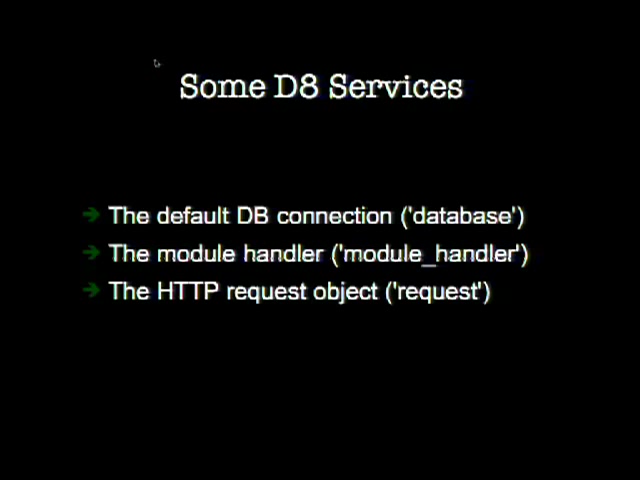 Some D8 Services
The default DB connection ('database')
The module handler ('module_handler')
The HTTP request object ('request')